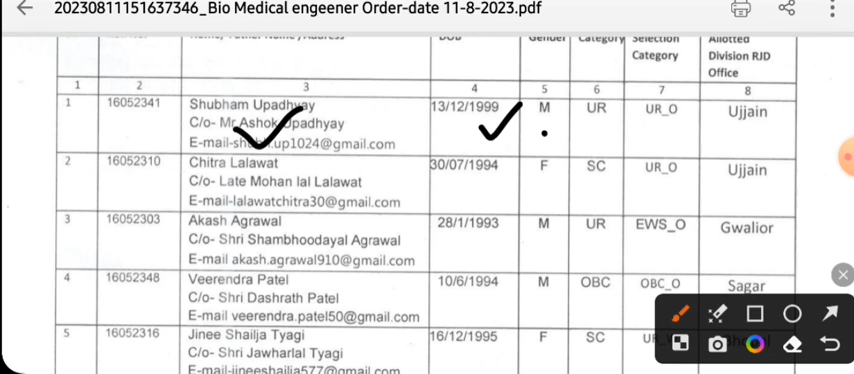 20230811151637346_Bio Medical engeener Order-date 11-8-2023.pdf
DOB Gender Category Selection Category Allotted Division RJD Office
1 2 3 4 5 6 7 8
1 16052341 Shubham Upadhyay 13/12/1999 M UR UR_O Ujjain
C/o- Mr Ashok Upadhyay
.up1024@gmail.com
2 16052310 Chitra Lalawat 30/07/1994 F SC UR_O Ujjain
C/o- Late Mohan lal Lalawat
E-mail-lalawatchitra30@gmail.com
3 16052303 Akash Agrawal 28/1/1993 M UR EWS_O Gwalior
C/o- Shri Shambhoodayal Agrawal
E-mail akash.agrawal910@gmail.com
4 16052348 Veerendra Patel 10/6/1994 M OBC OBC_O Sagar
C/o- Shri Dashrath Patel
E-mail veerendra.patel50@gmail.com
5 16052316 Jinee Shailja Tyagi 16/12/1995 F SC
C/o- Shri Jawharlal Tyagi
E-mail-jineeshailja577@gmail.com